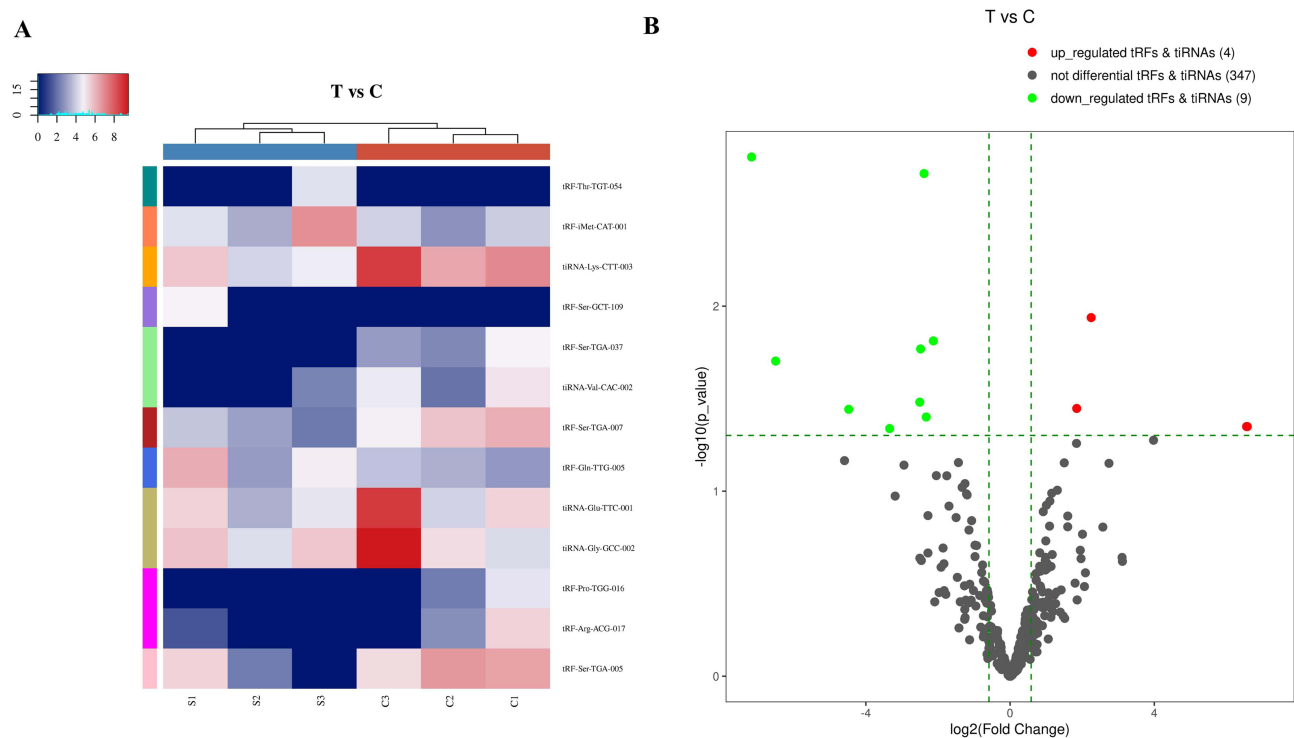 A
15
0
0 2 4 6 8
T vs C
tRF-Thr-TGT-054
tRF-iMet-CAT-001
tiRNA-Lys-CTT-003
tRF-Ser-GCT-109
tRF-Ser-TGA-037
tiRNA-Val-CAC-002
tRF-Ser-TGA-007
tRF-Gln-TTG-005
tiRNA-Glu-TTC-001
tiRNA-Gly-GCC-002
tRF-Pro-TGG-016
tRF-Arg-ACG-017
tRF-Ser-TGA-005
S1 S2 S3 C3 C2 C1
B
T vs C
up_regulated tRFs & tiRNAs (4)
not differential tRFs & tiRNAs (347)
down_regulated tRFs & tiRNAs (9)
-log10(p_value)
2
1
0
-4 0 4
log2(Fold Change)